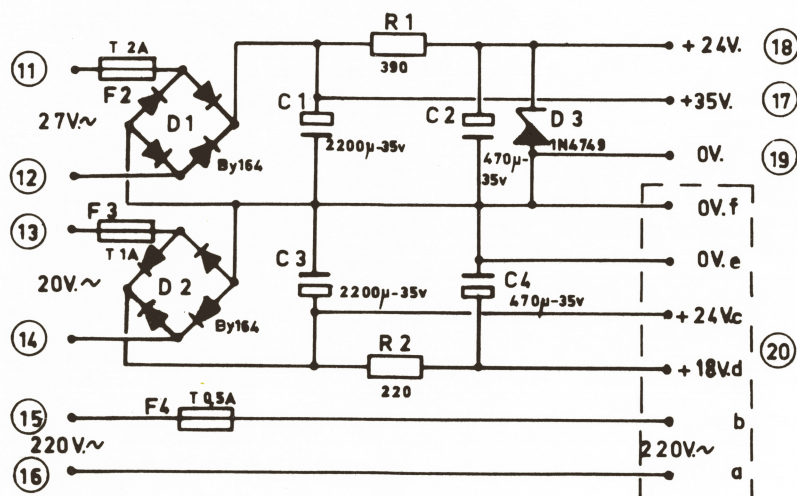 R 1
T 2A
+ 24V.
18
11
390
F2
C 1
+35V.
17
27V.~
D1
C 2
D 3
1N4749
2200µ-35v
470µ-
35v
0V.
19
By164
12
F 3
0V.f
13
T 1A
C 3
0V.e
20V.~
D 2
2200µ-35v
C4
470µ-35v
By164
+ 24V.c
14
R 2
20
220
+ 18V.d
T 0,5A
F4
15
b
220V.~
220V.~
16
a